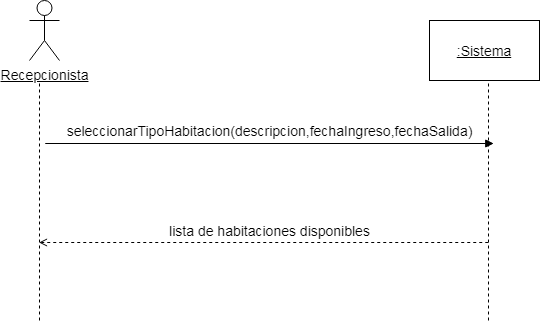 Recepcionista
:Sistema
seleccionarTipoHabitacion(descripcion,fechaIngreso,fechaSalida)
lista de habitaciones disponibles